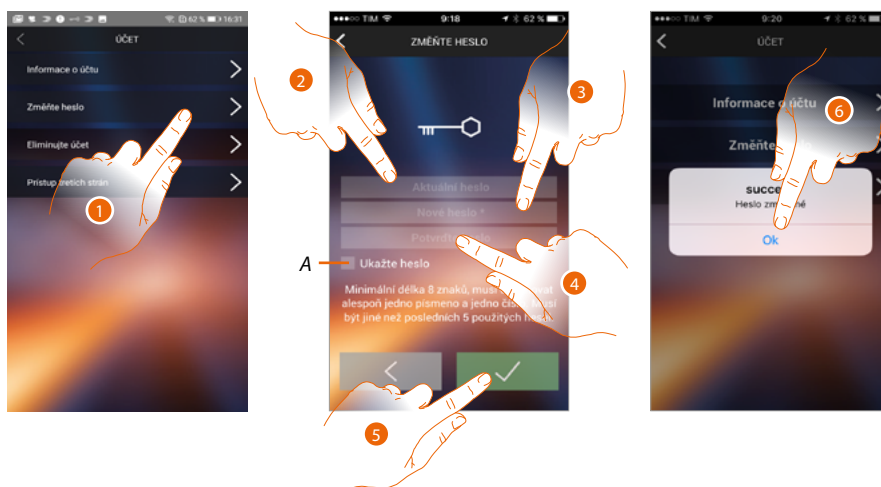 62 % 16:31
ÚČET
Informace o účtu
Změňte heslo
Eliminujte účet
Přístup třetích stran
1
TIM 9:18 62 %
ZMĚŇTE HESLO
2
3
Aktuální heslo
Nové heslo *
heslo
A
Ukažte heslo
4
Minimální délka 8 znaků,
alespoň jedno písmeno a jedno
být jiné než posledních 5 použitých
5
TIM 9:20 62 %
ÚČET
Informace o účtu
6
Heslo
Ok